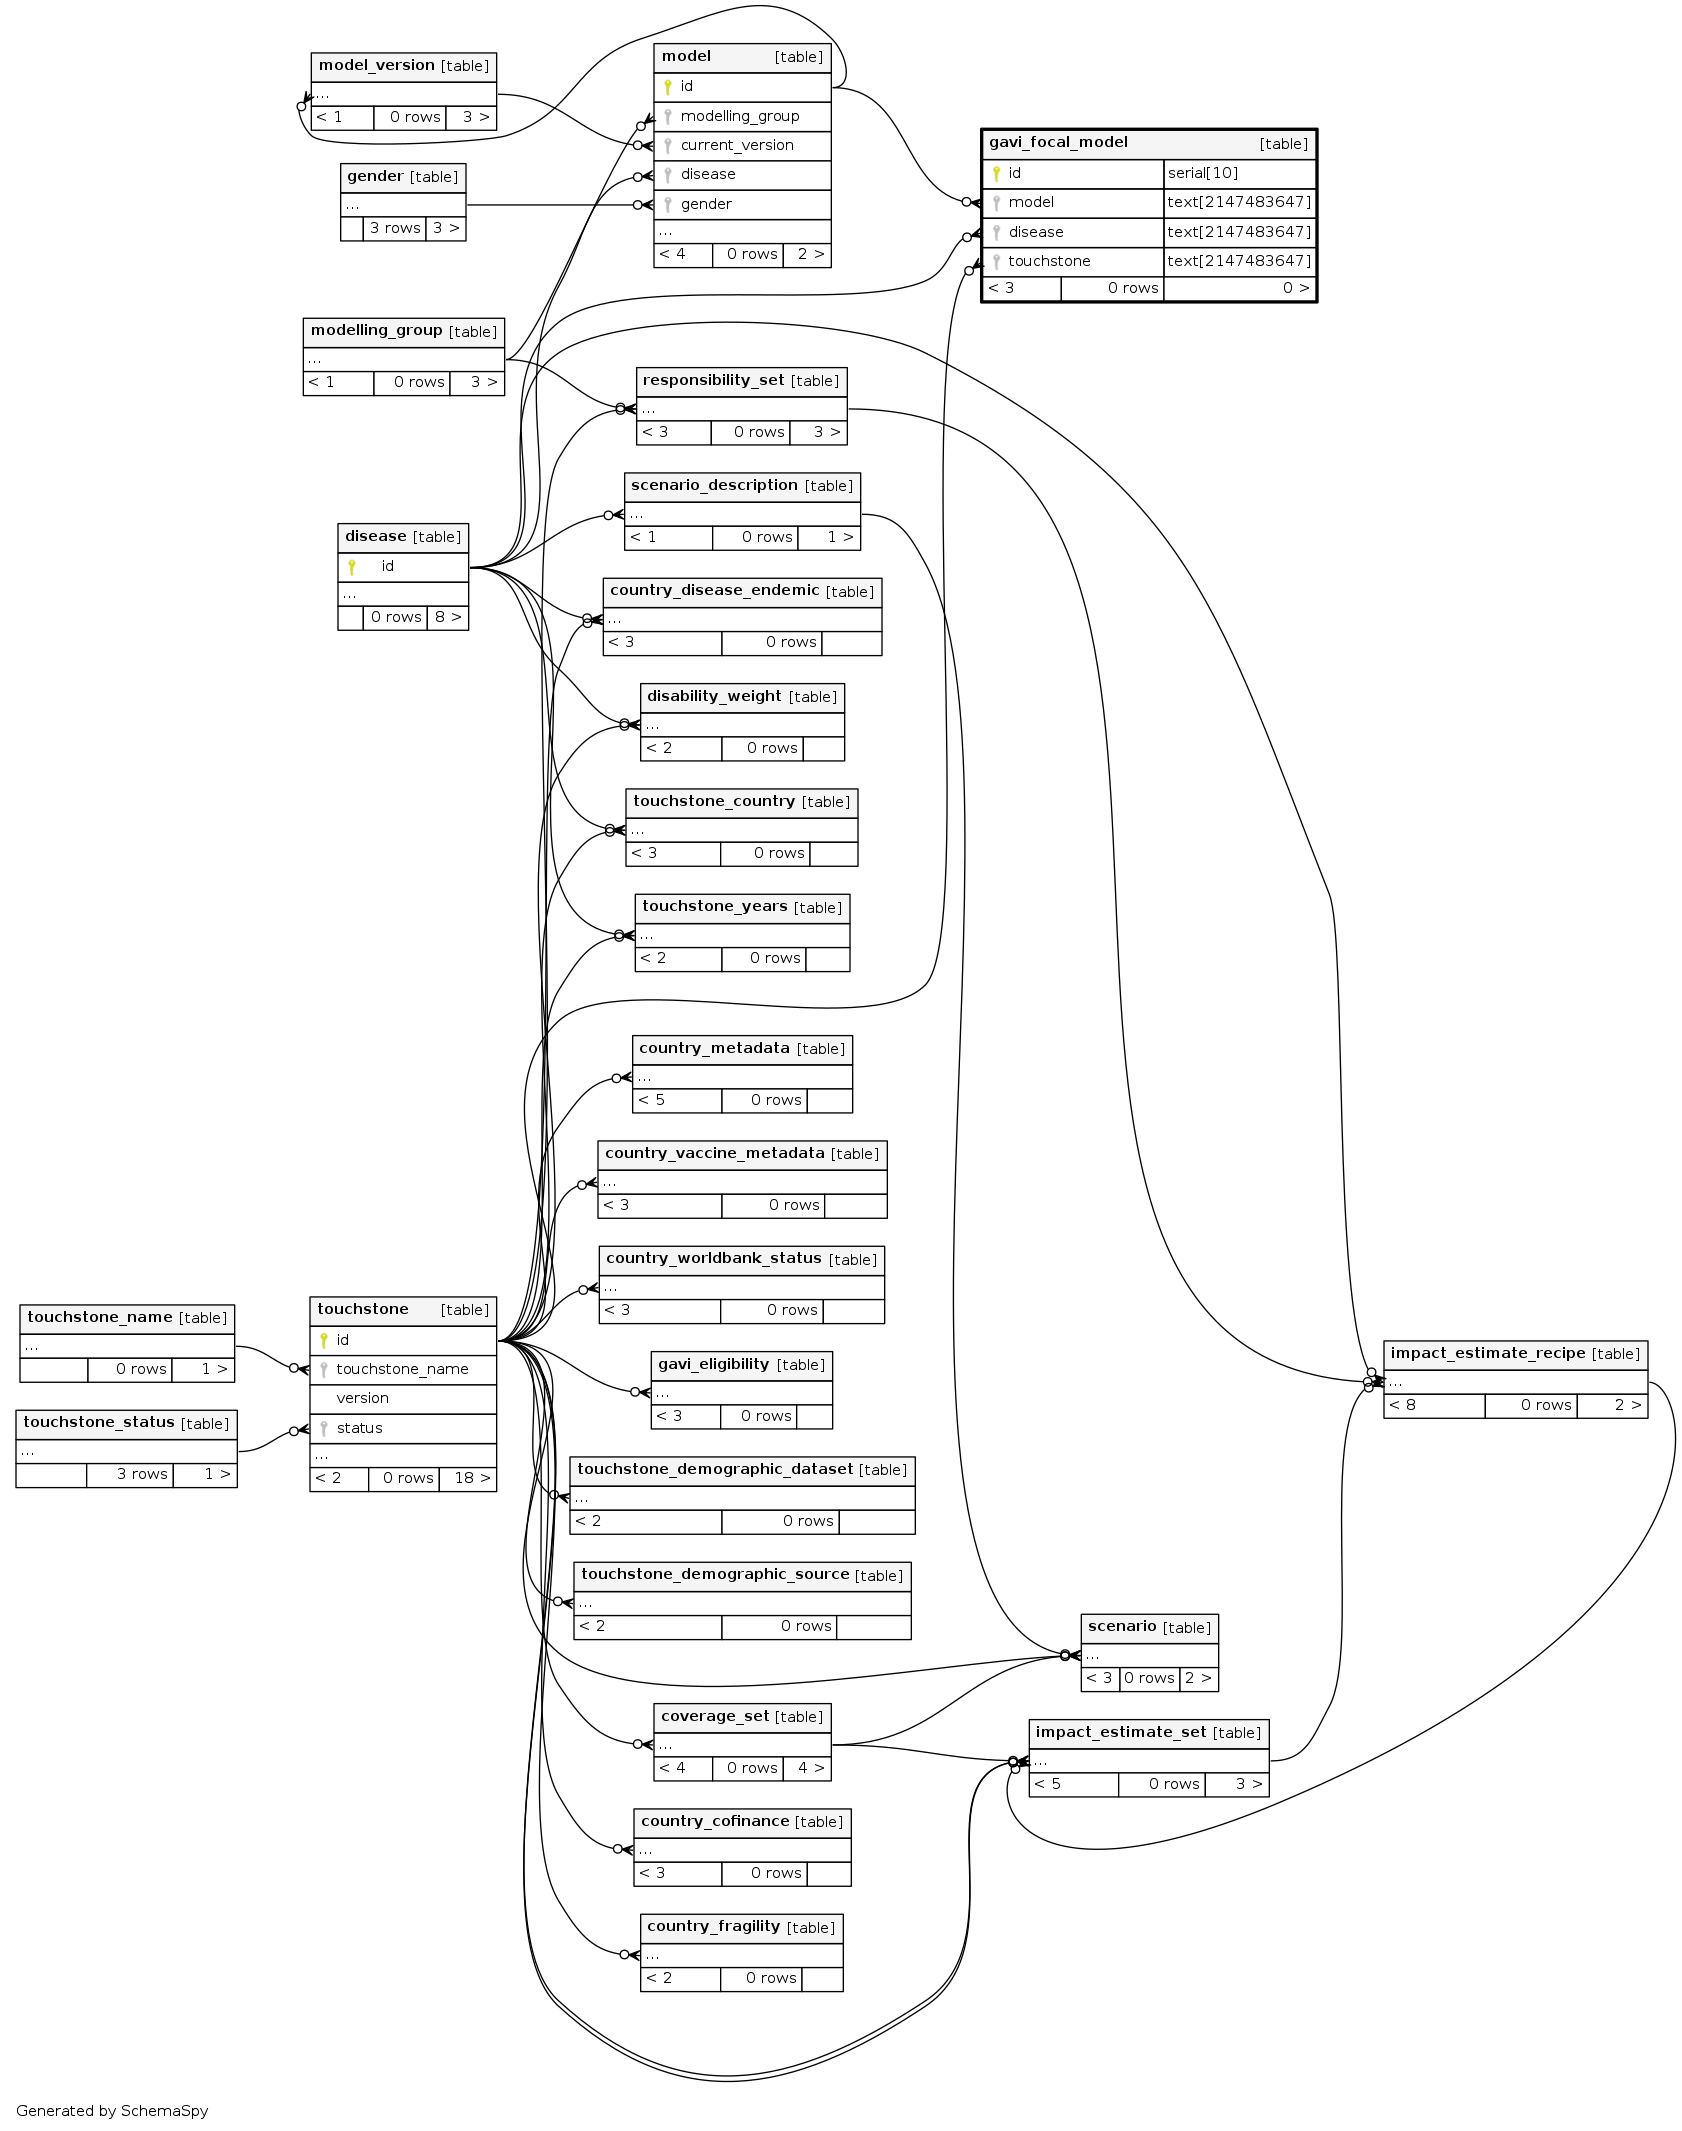 model_version [table]
...
< 1 0 rows 3 >
model [table]
id
modelling_group
current_version
disease
gender
...
< 4 0 rows 2 >
gavi_focal_model [table]
id serial[10]
model text[2147483647]
disease text[2147483647]
touchstone text[2147483647]
< 3 0 rows 0 >
gender [table]
...
3 rows 3 >
modelling_group [table]
...
< 1 0 rows 3 >
responsibility_set [table]
...
< 3 0 rows 3 >
scenario_description [table]
...
< 1 0 rows 1 >
disease [table]
id
...
0 rows 8 >
country_disease_endemic [table]
...
< 3 0 rows
disability_weight [table]
...
< 2 0 rows
touchstone_country [table]
...
< 3 0 rows
touchstone_years [table]
...
< 2 0 rows
country_metadata [table]
...
< 5 0 rows
country_vaccine_metadata [table]
...
< 3 0 rows
country_worldbank_status [table]
...
< 3 0 rows
touchstone_name [table]
...
0 rows 1 >
touchstone_status [table]
...
3 rows 1 >
touchstone [table]
id
touchstone_name
version
status
...
< 2 0 rows 18 >
gavi_eligibility [table]
...
< 3 0 rows
impact_estimate_recipe [table]
...
< 8 0 rows 2 >
touchstone_demographic_dataset [table]
...
< 2 0 rows
touchstone_demographic_source [table]
...
< 2 0 rows
scenario [table]
...
< 3 0 rows 2 >
coverage_set [table]
...
< 4 0 rows 4 >
impact_estimate_set [table]
...
< 5 0 rows 3 >
country_cofinance [table]
...
< 3 0 rows
country_fragility [table]
...
< 2 0 rows
Generated by SchemaSpy